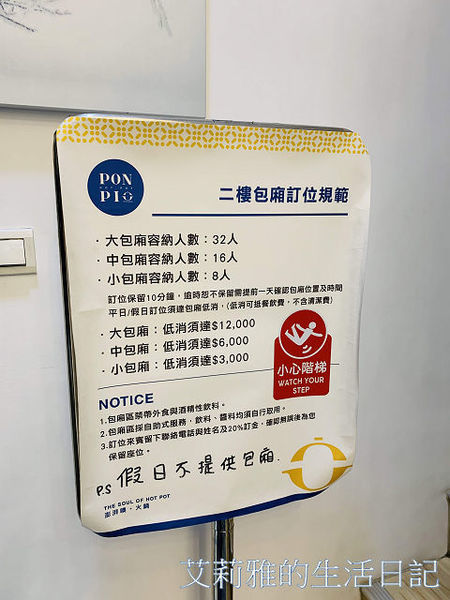 PON
HOT POT
PIO
二樓包廂訂位規範
・大包廂容納人數：32人
・中包廂容納人數：16人
・小包廂容納人數：8人
訂位保留10分鐘，逾時恕不保留需提前一天確認包廂位置及時間
平日/假日訂位須達包廂低消，(低消可抵餐飲費，不含清潔費)
・大包廂：低消須達$12,000
・中包廂：低消須達$6,000
・小包廂：低消須達$3,000
小心階梯
WATCH YOUR
STEP
NOTICE
1.包廂區禁帶外食與酒精性飲料。
2.包廂區採自助式服務，飲料、醬料均須自行取用。
3.訂位來賓留下聯絡電話與姓名及20%訂金，確認無誤後為您
保留座位。
P.S 假日不提供包廂.
THE SOUL OF HOT POT
澎湃頌・火鍋
艾莉雅的生活日記